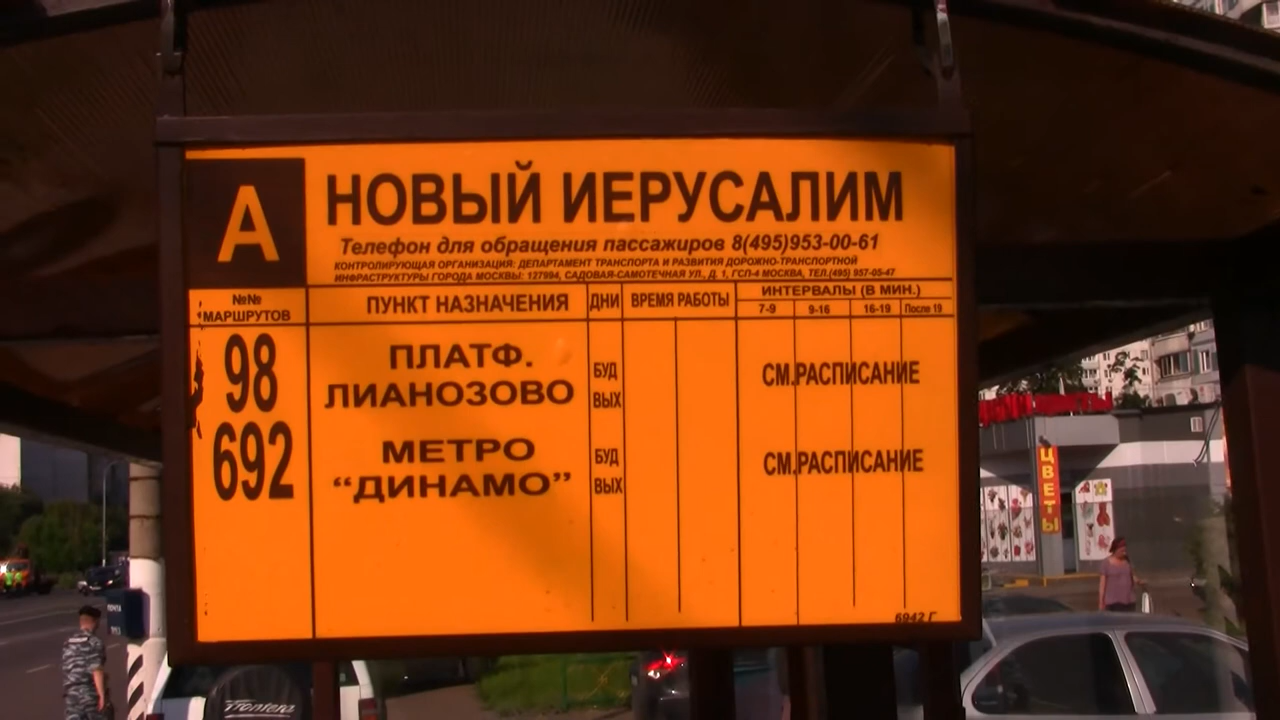 А
НОВЫЙ ИЕРУСАЛИМ
Телефон для обращения пассажиров 8(495)953-00-61
КОНТРОЛИРУЮЩАЯ ОРГАНИЗАЦИЯ: ДЕПАРТАМЕНТ ТРАНСПОРТА И РАЗВИТИЯ ДОРОЖНО-ТРАНСПОРТНОЙ
ИНФРАСТРУКТУРЫ ГОРОДА МОСКВЫ: 127994, САДОВАЯ-САМОТЕЧНАЯ УЛ., Д. 1, ГСП-4 МОСКВА, ТЕЛ.(495) 957-05-47
№№ МАРШРУТОВ
ПУНКТ НАЗНАЧЕНИЯ
ДНИ
ВРЕМЯ РАБОТЫ
ИНТЕРВАЛЫ (В МИН.)
7-9 9-16 16-19 После 19
98
ПЛАТФ.
ЛИАНОЗОВО
БУД
ВЫХ
СМ.РАСПИСАНИЕ
692
МЕТРО
“ДИНАМО”
БУД
ВЫХ
СМ.РАСПИСАНИЕ
6942 Г
ЦВЕТЫ
ПОЧТА
Frontera